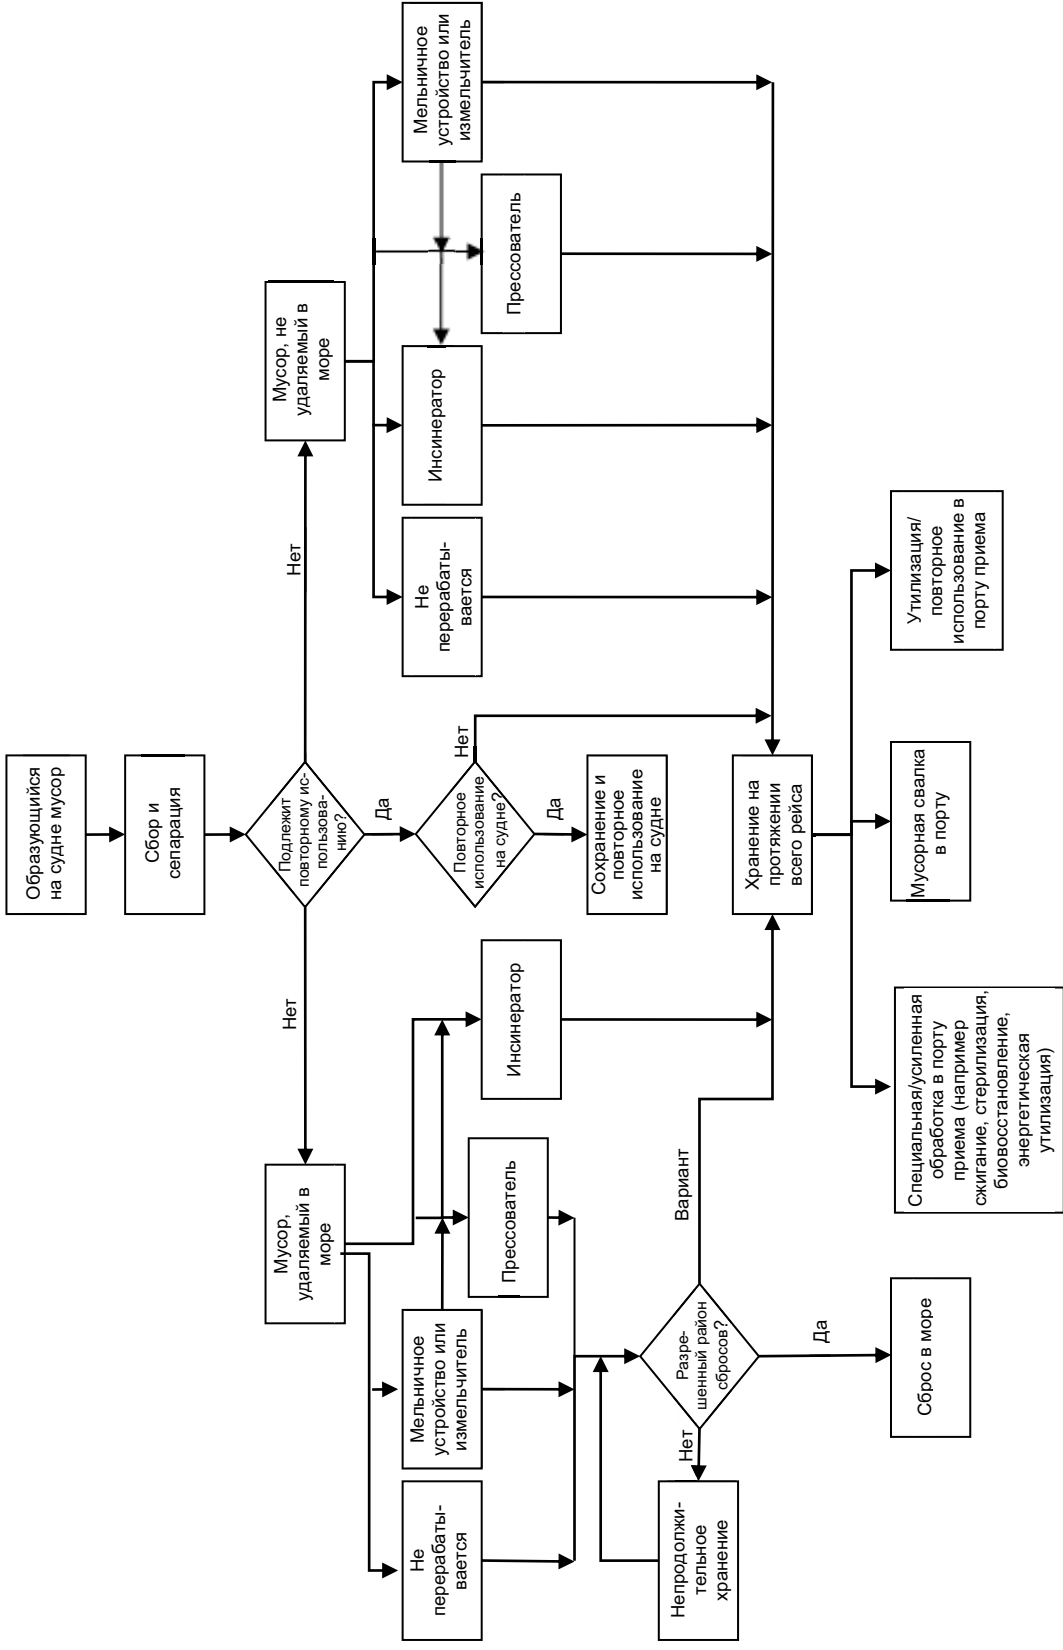 Образующийся
на судне мусор
Сбор и
сепарация
Подлежит
повторному ис-
пользова-
нию?
Нет
Нет
Да
Мусор,
удаляемый в
море
Мусор, не
удаляемый в
море
Повторное
использование
на судне?
Нет
Да
Не
перерабаты-
вается
Мельничное
устройство или
измельчитель
Прессователь
Инсинератор
Не
перерабаты-
вается
Инсинератор
Прессователь
Мельничное
устройство или
измельчитель
Сохранение и
повторное
использование
на судне
Непродолжи-
тельное
хранение
Нет
Разре-
шенный район
сбросов?
Вариант
Да
Хранение на
протяжении
всего рейса
Сброс в море
Специальная/усиленная
обработка в порту
приема (например
сжигание, стерилизация,
биовосстановление,
энергетическая
утилизация)
Мусорная свалка
в порту
Утилизация/
повторное
использование в
порту приема